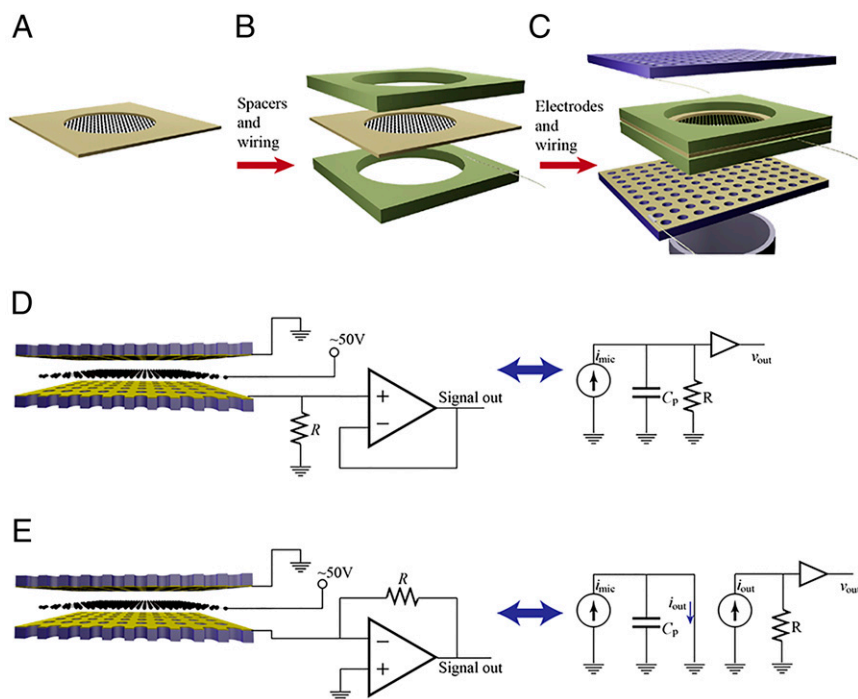 A
B
C
Spacers
and
wiring
Electrodes
and
wiring
D
~50V
R
+
−
Signal out
i_mic
C_p
R
v_out
E
~50V
R
−
+
Signal out
i_mic
C_p
i_out
i_out
R
v_out